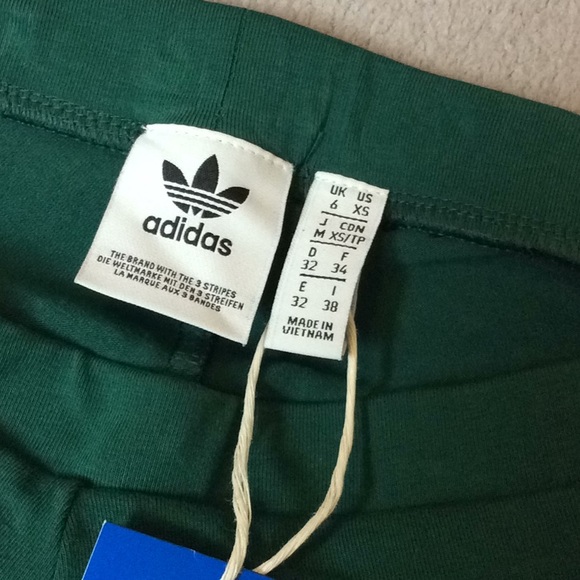 adidas
THE BRAND WITH THE 3 STRIPES
DIE WELTMARKE MIT DEN 3 STREIFEN
LA MARQUE AUX 3 BANDES
UK US
6 XS
J CDN
M XS/TP
D F
32 34
E I
32 38
MADE IN
VIETNAM